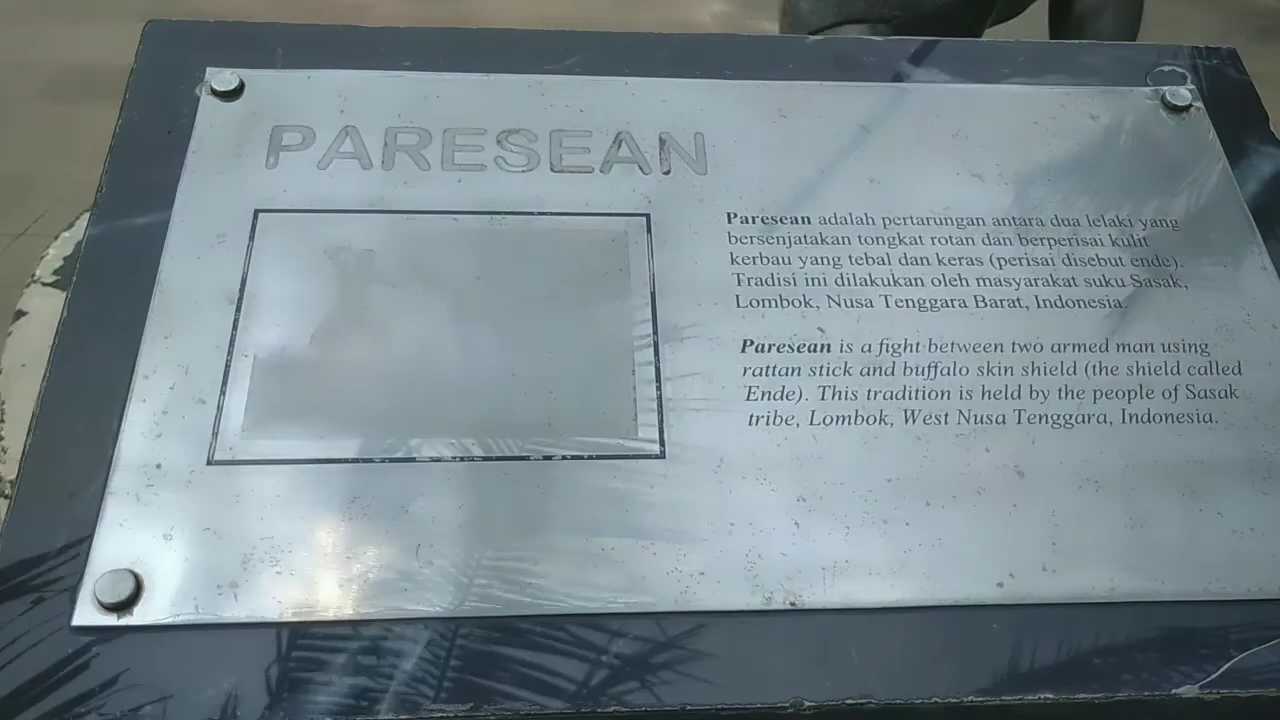 PARESEAN
Paresean adalah pertarungan antara dua lelaki yang
bersenjatakan tongkat rotan dan berperisai kulit
kerbau yang tebal dan keras (perisai disebut ende).
Tradisi ini dilakukan oleh masyarakat suku Sasak,
Lombok, Nusa Tenggara Barat, Indonesia.
Paresean is a fight between two armed man using
rattan stick and buffalo skin shield (the shield called
Ende). This tradition is held by the people of Sasak
tribe, Lombok, West Nusa Tenggara, Indonesia.